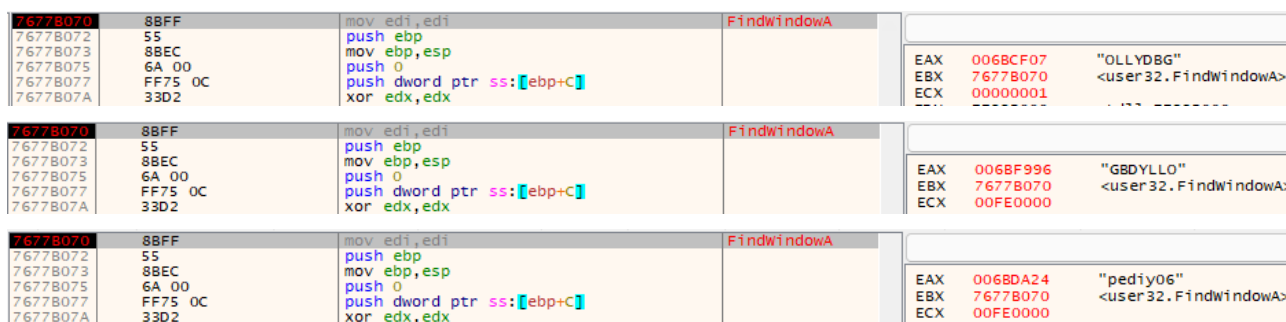 7677B070 8BFF mov edi,edi FindWindowA
7677B072 55 push ebp
7677B073 8BEC mov ebp,esp
7677B075 6A 00 push 0
7677B077 FF75 0C push dword ptr ss:[ebp+C]
7677B07A 33D2 xor edx,edx
EAX 006BCF07 "OLLYDBG"
EBX 7677B070 <user32.FindWindowA>
ECX 00000001
7677B070 8BFF mov edi,edi FindWindowA
7677B072 55 push ebp
7677B073 8BEC mov ebp,esp
7677B075 6A 00 push 0
7677B077 FF75 0C push dword ptr ss:[ebp+C]
7677B07A 33D2 xor edx,edx
EAX 006BF996 "GBDYLLO"
EBX 7677B070 <user32.FindWindowA>
ECX 00FE0000
7677B070 8BFF mov edi,edi FindWindowA
7677B072 55 push ebp
7677B073 8BEC mov ebp,esp
7677B075 6A 00 push 0
7677B077 FF75 0C push dword ptr ss:[ebp+C]
7677B07A 33D2 xor edx,edx
EAX 006BDA24 "pediy06"
EBX 7677B070 <user32.FindWindowA>
ECX 00FE0000